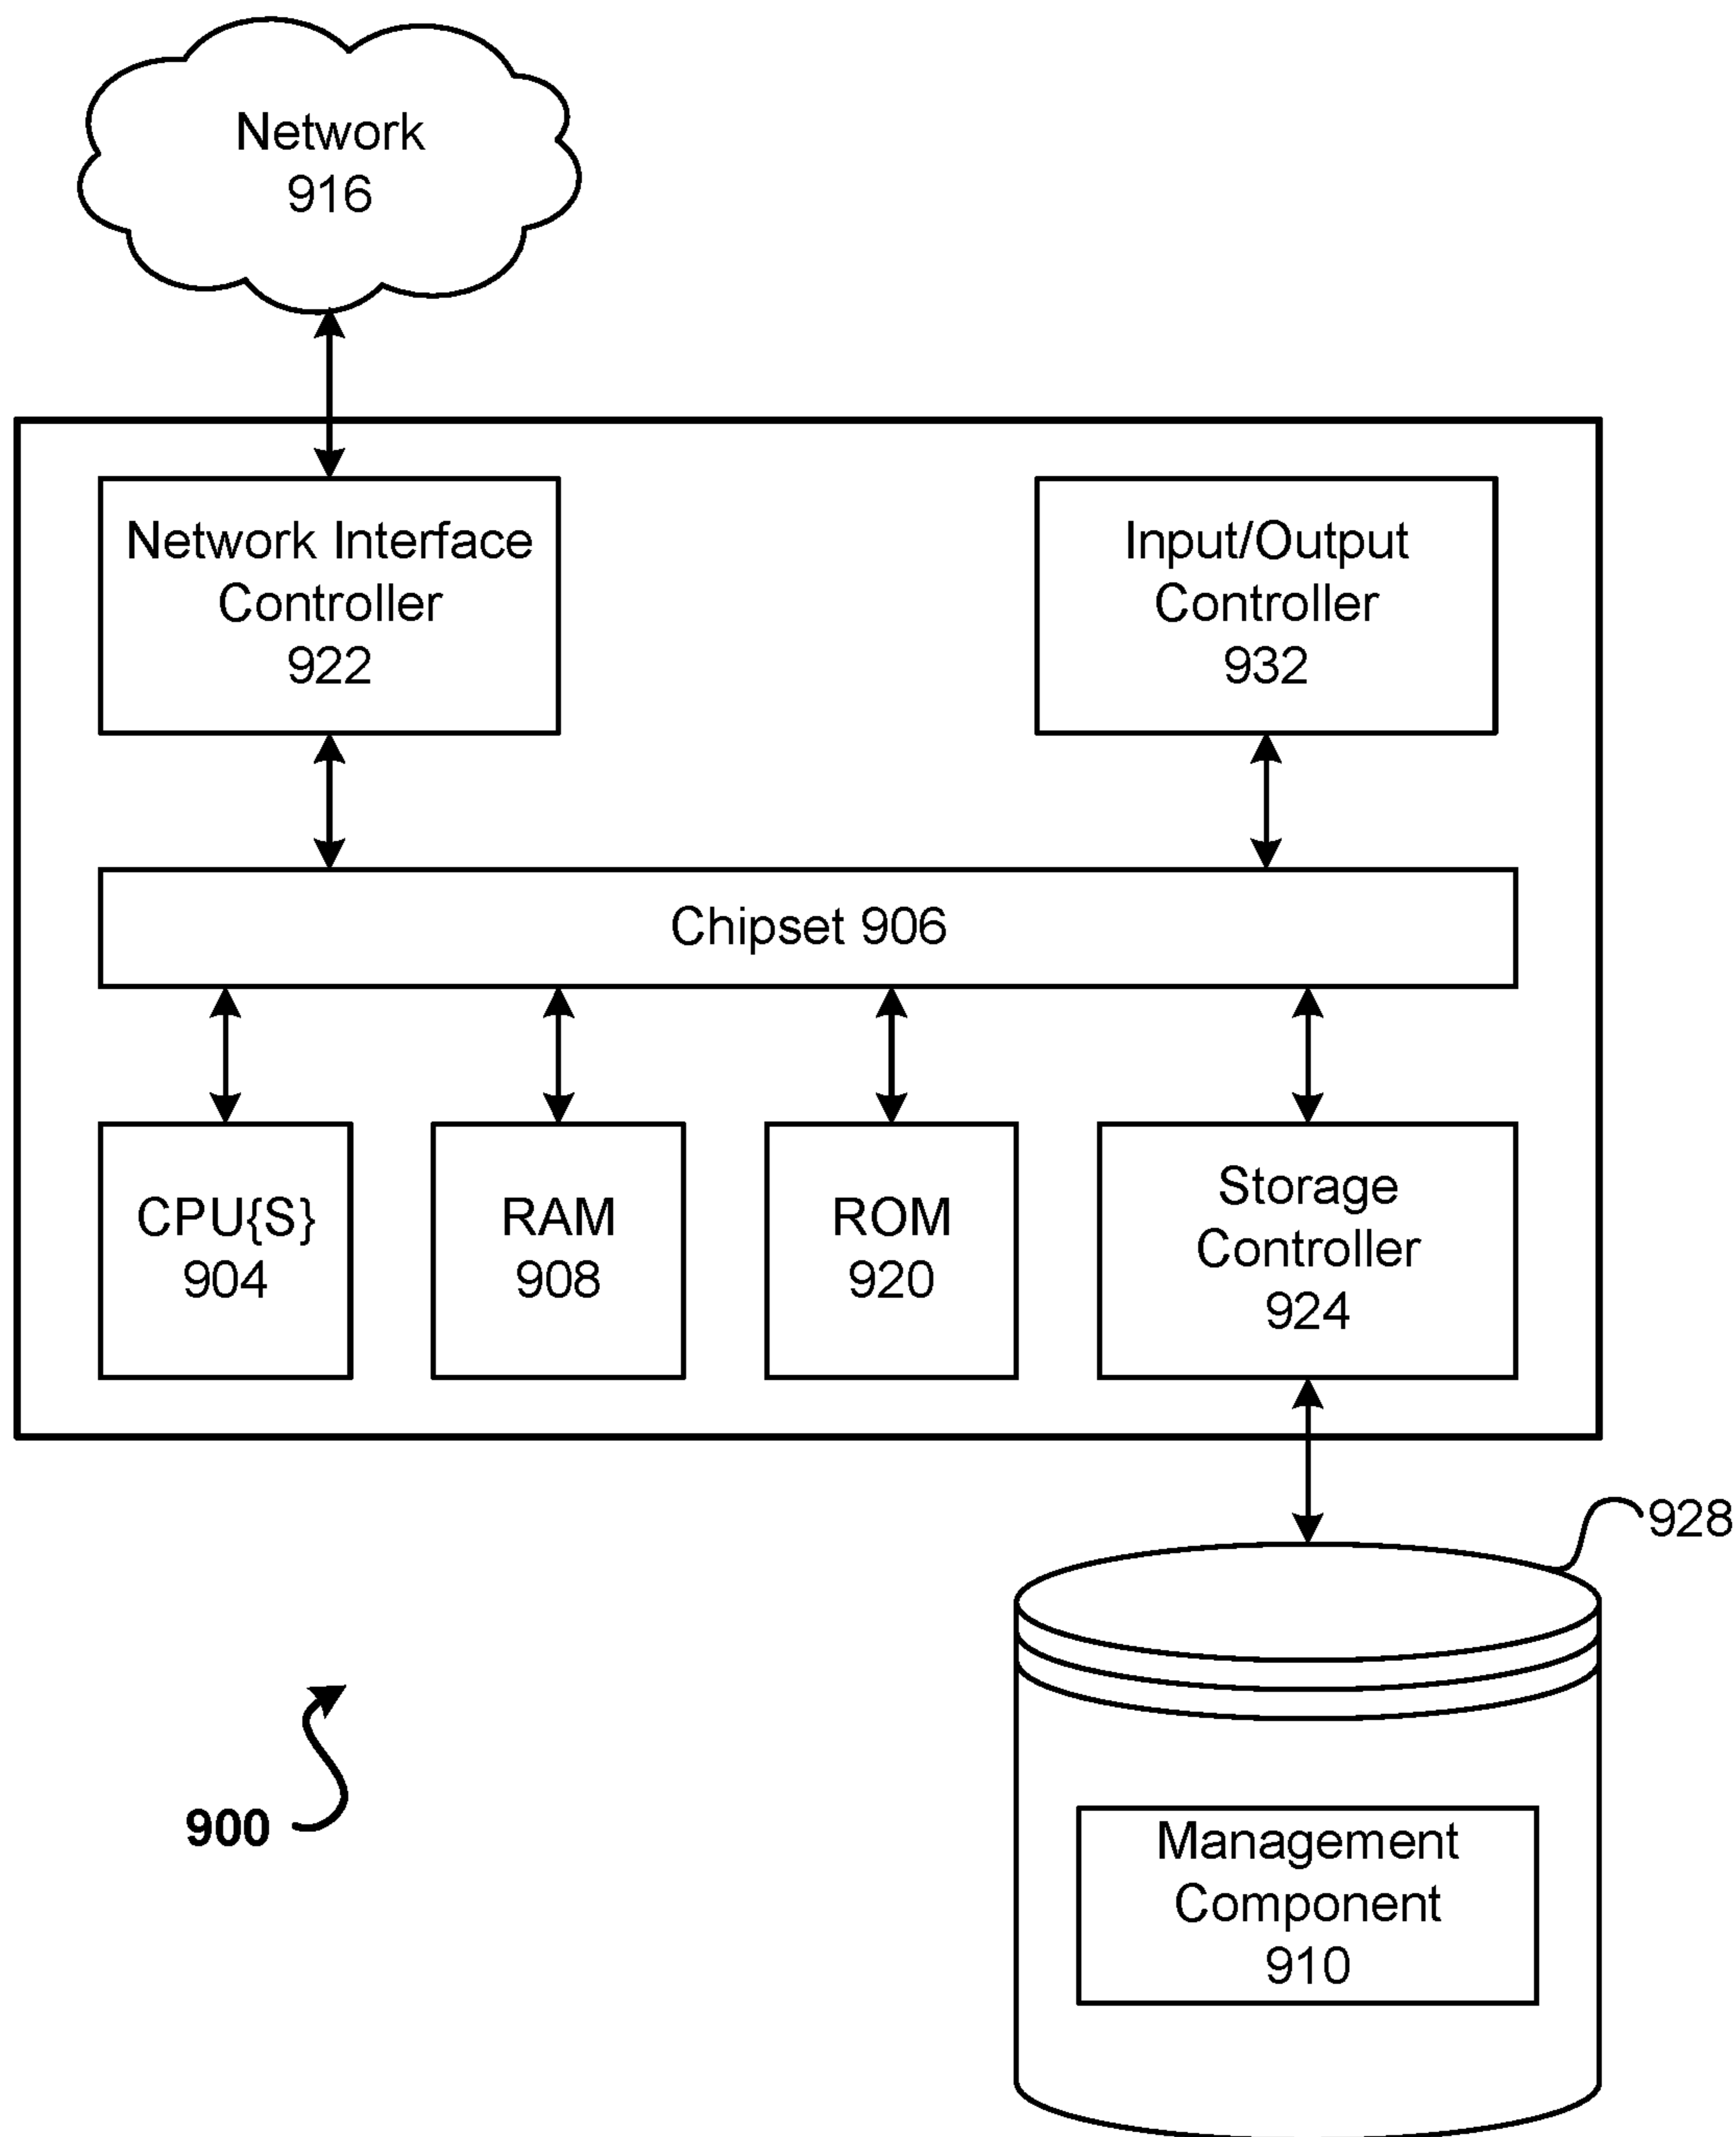 Network
916
Network Interface
Controller
922
Input/Output
Controller
932
Chipset 906
CPU{S}
904
RAM
908
ROM
920
Storage
Controller
924
928
900
Management
Component
910